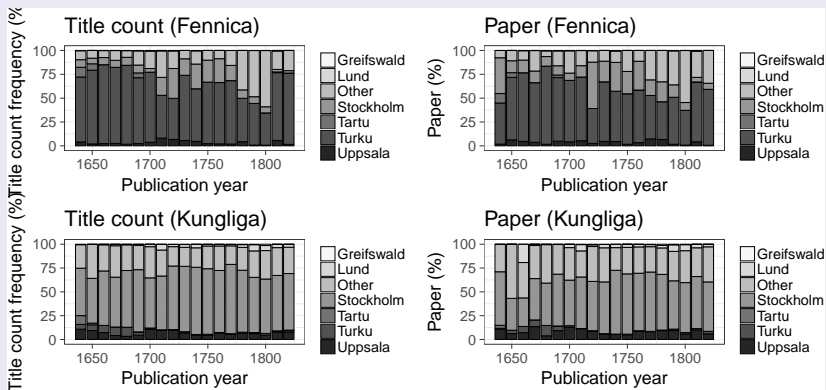 Title count (Fennica)
Title count frequency (%
100
75
50
25
0
1650
1700
1750
1800
Publication year
Greifswald
Lund
Other
Stockholm
Tartu
Turku
Uppsala
Paper (Fennica)
Paper (%)
100
75
50
25
0
1650
1700
1750
1800
Publication year
Greifswald
Lund
Other
Stockholm
Tartu
Turku
Uppsala
Title count (Kungliga)
Title count frequency (%)
100
75
50
25
0
1650
1700
1750
1800
Publication year
Greifswald
Lund
Other
Stockholm
Tartu
Turku
Uppsala
Paper (Kungliga)
Paper (%)
100
75
50
25
0
1650
1700
1750
1800
Publication year
Greifswald
Lund
Other
Stockholm
Tartu
Turku
Uppsala